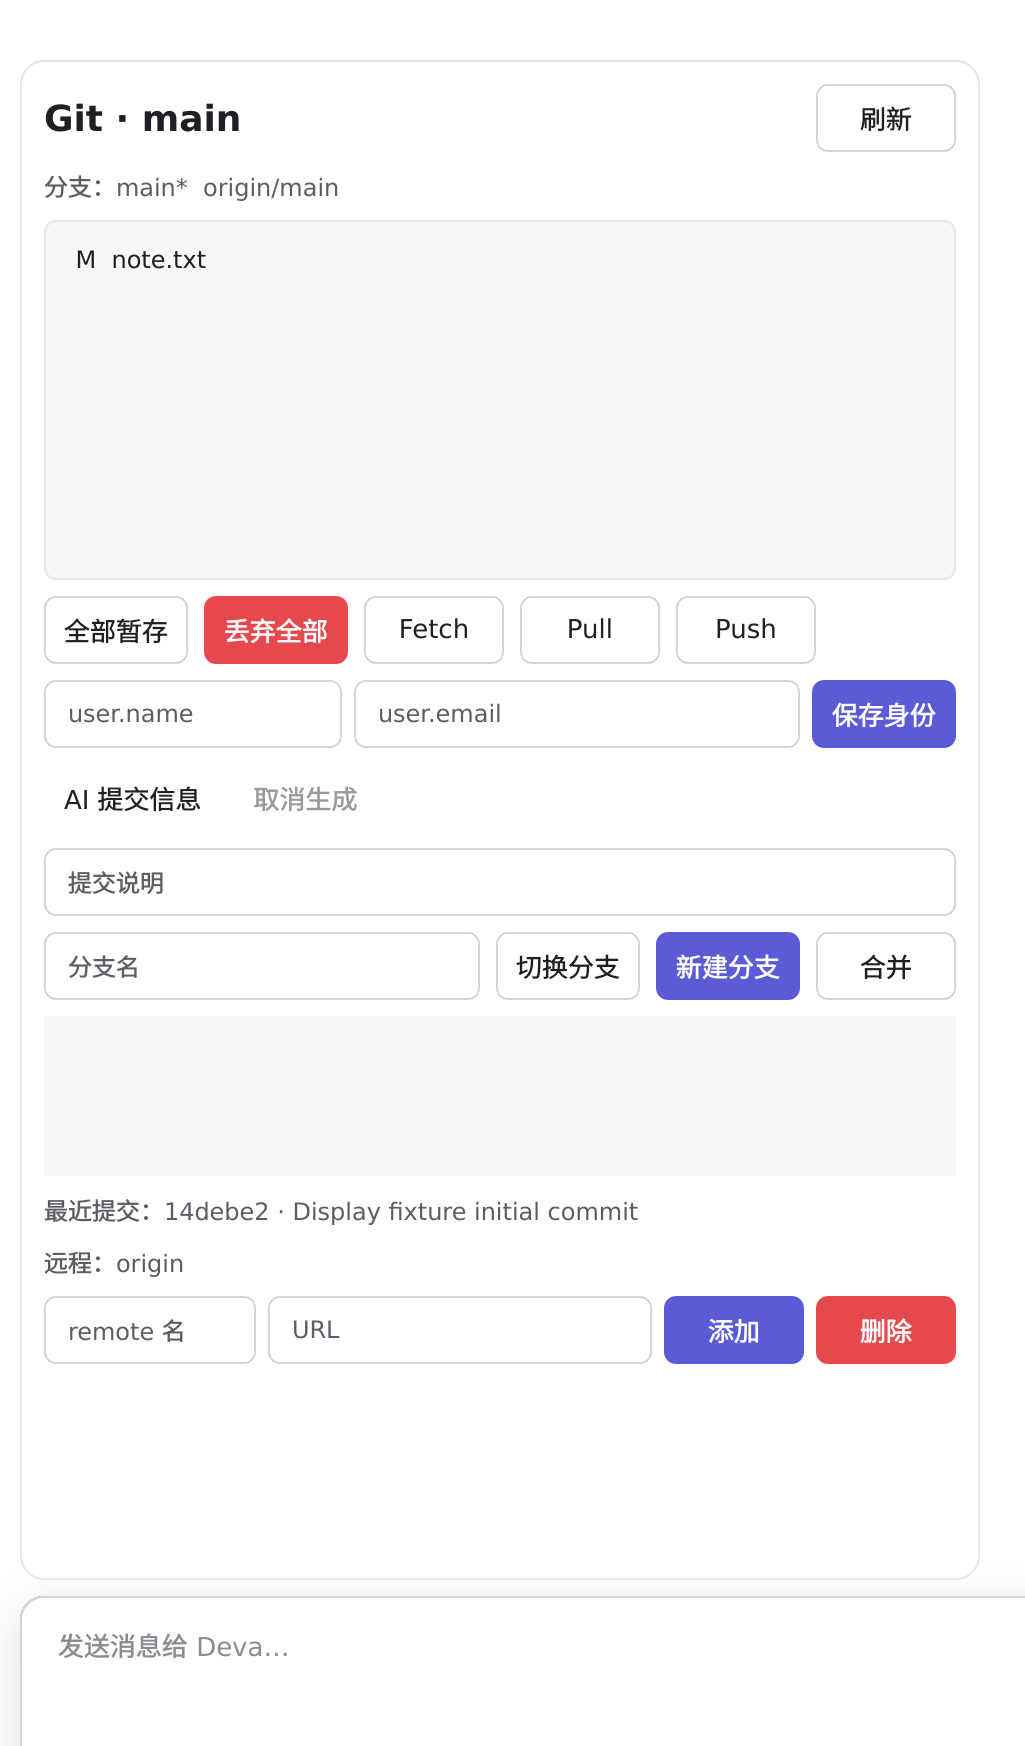 Git · main
刷新
分支：main*  origin/main
M  note.txt
全部暂存
丢弃全部
Fetch
Pull
Push
user.name
user.email
保存身份
AI 提交信息
取消生成
提交说明
分支名
切换分支
新建分支
合并
最近提交：14debe2 · Display fixture initial commit
远程：origin
remote 名
URL
添加
删除
发送消息给 Deva...